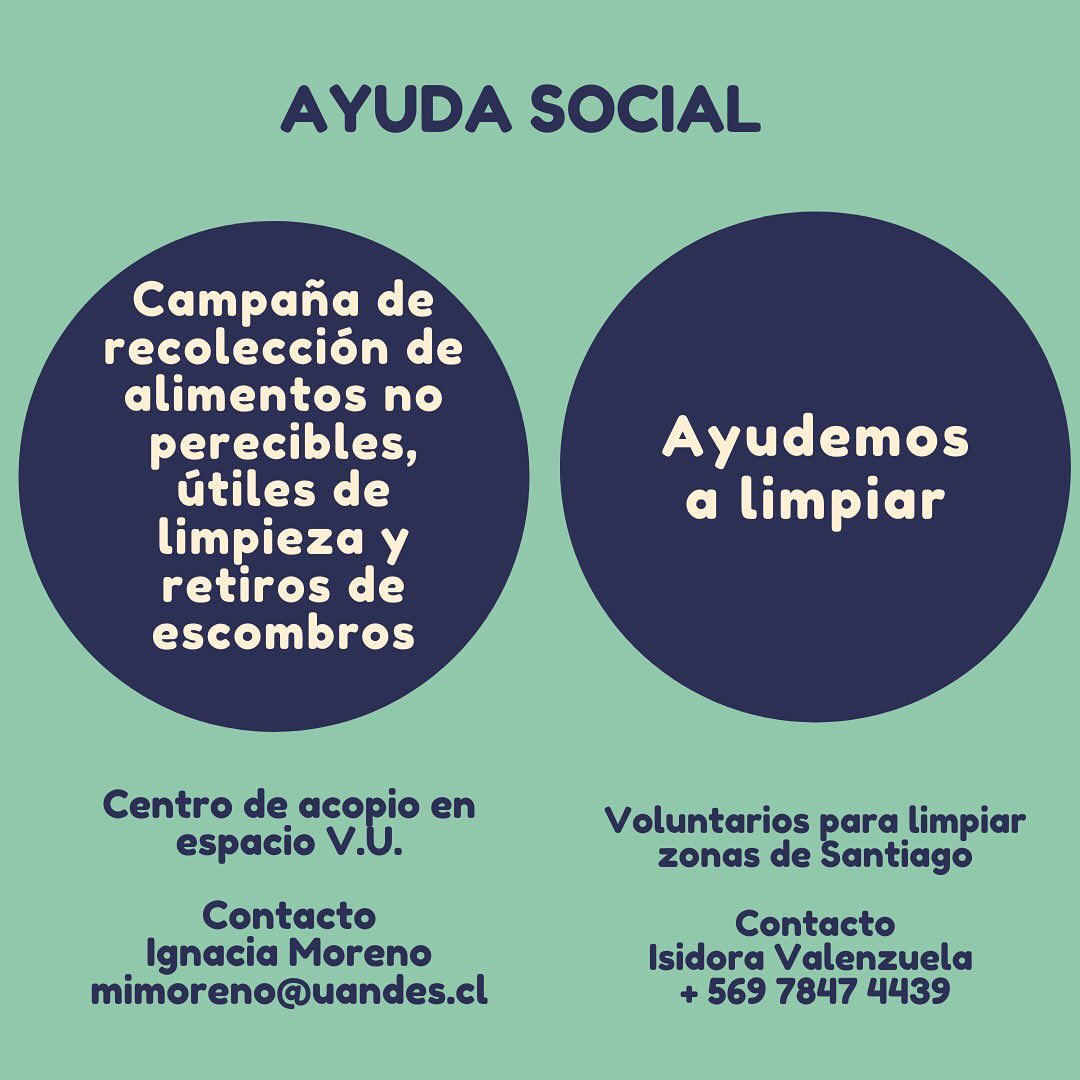 AYUDA SOCIAL
Campaña de
recolección de
alimentos no
perecibles,
útiles de
limpieza y
retiros de
escombros
Centro de acopio en
espacio V.U.
Contacto
Ignacia Moreno
mimoreno@uandes.cl
Ayudemos
a limpiar
Voluntarios para limpiar
zonas de Santiago
Contacto
Isidora Valenzuela
+ 569 7847 4439